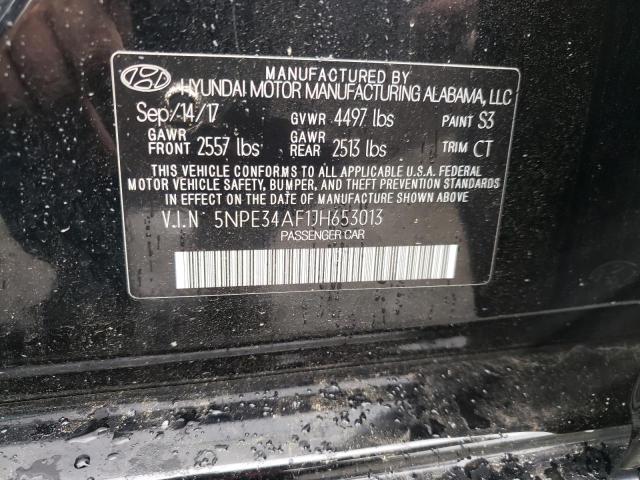 MANUFACTURED BY
HYUNDAI MOTOR MANUFACTURING ALABAMA, LLC
Sep/14/17 GVWR 4497 lbs PAINT S3
GAWR FRONT 2557 lbs GAWR REAR 2513 lbs TRIM CT
THIS VEHICLE CONFORMS TO ALL APPLICABLE U.S.A. FEDERAL
MOTOR VEHICLE SAFETY, BUMPER, AND THEFT PREVENTION STANDARDS
IN EFFECT ON THE DATE OF MANUFACTURE SHOWN ABOVE
V.I.N 5NPE34AF1JH653013
PASSENGER CAR